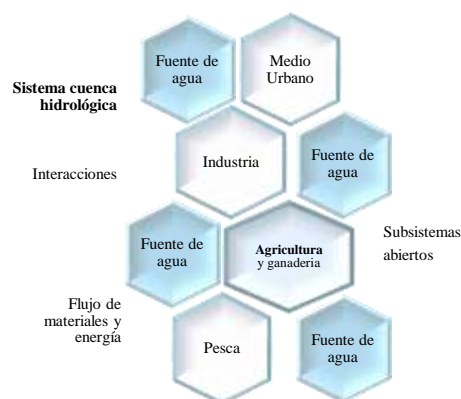 Fuente de
agua
Medio
Urbano
Sistema cuenca
hidrológica
Industria
Fuente de
agua
Interacciones
Fuente de
agua
Agricultura
y ganaderia
Subsistemas
abiertos
Flujo de
materiales y
energía
Pesca
Fuente de
agua